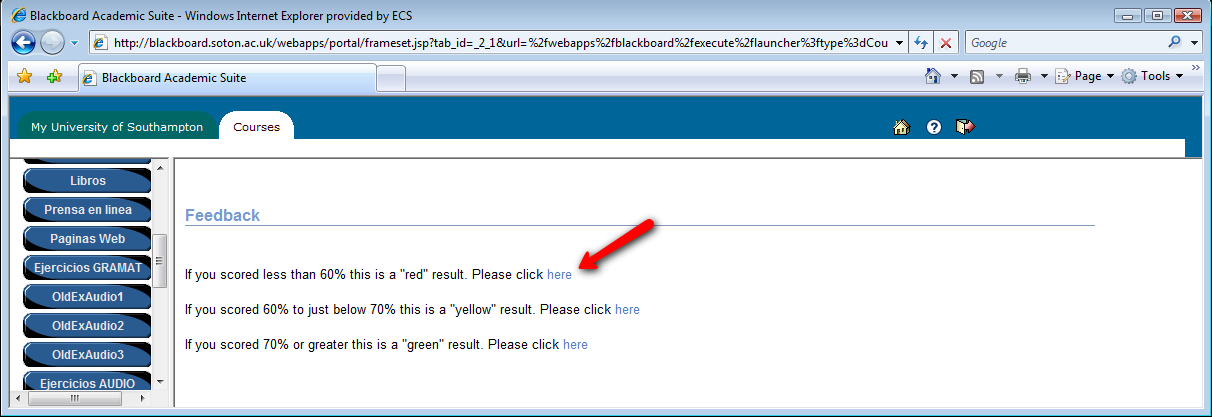 Blackboard Academic Suite - Windows Internet Explorer provided by ECS
http://blackboard.soton.ac.uk/webapps/portal/frameset.jsp?tab_id=_2_1&url=%2fwebapps%2fblackboard%2fexecute%2flauncher%3ftype%3dCou
Google
Blackboard Academic Suite
Page
Tools
My University of Southampton
Courses
Libros
Prensa en linea
Paginas Web
Ejercicios GRAMAT
OldExAudio1
OldExAudio2
OldExAudio3
Ejercicios AUDIO
Feedback
If you scored less than 60% this is a "red" result. Please click here
If you scored 60% to just below 70% this is a "yellow" result. Please click here
If you scored 70% or greater this is a "green" result. Please click here